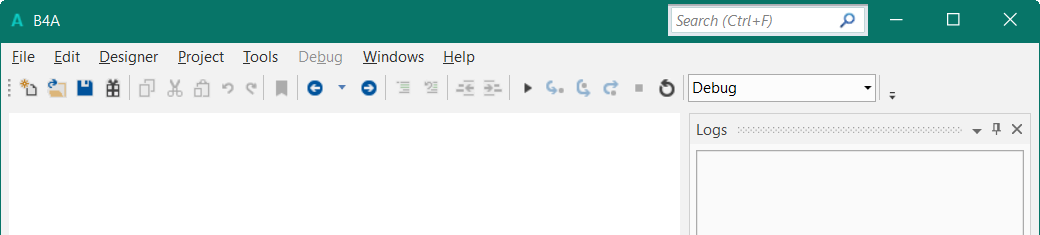 A B4A Search (Ctrl+F)
File Edit Designer Project Tools Debug Windows Help
Debug
Logs